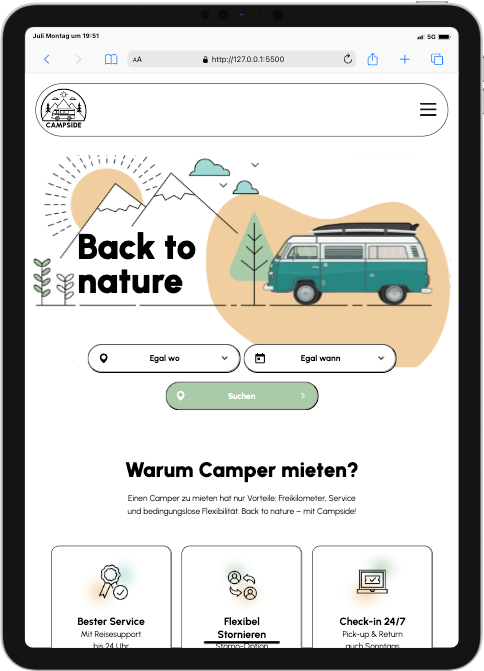 Juli Montag um 19:51
5G
AA
http://127.0.0.1:5500
CAMPSIDE
Back to
nature
Egal wo
Egal wann
Suchen
Warum Camper mieten?
Einen Camper zu mieten hat nur Vorteile: Freikilometer, Service
und bedingungslose Flexibilität. Back to nature – mit Campside!
Bester Service
Mit Reisesupport
bis 24 Uhr
Flexibel
Stornieren
Storno-Option
Check-in 24/7
Pick-up & Return
auch Sonntags